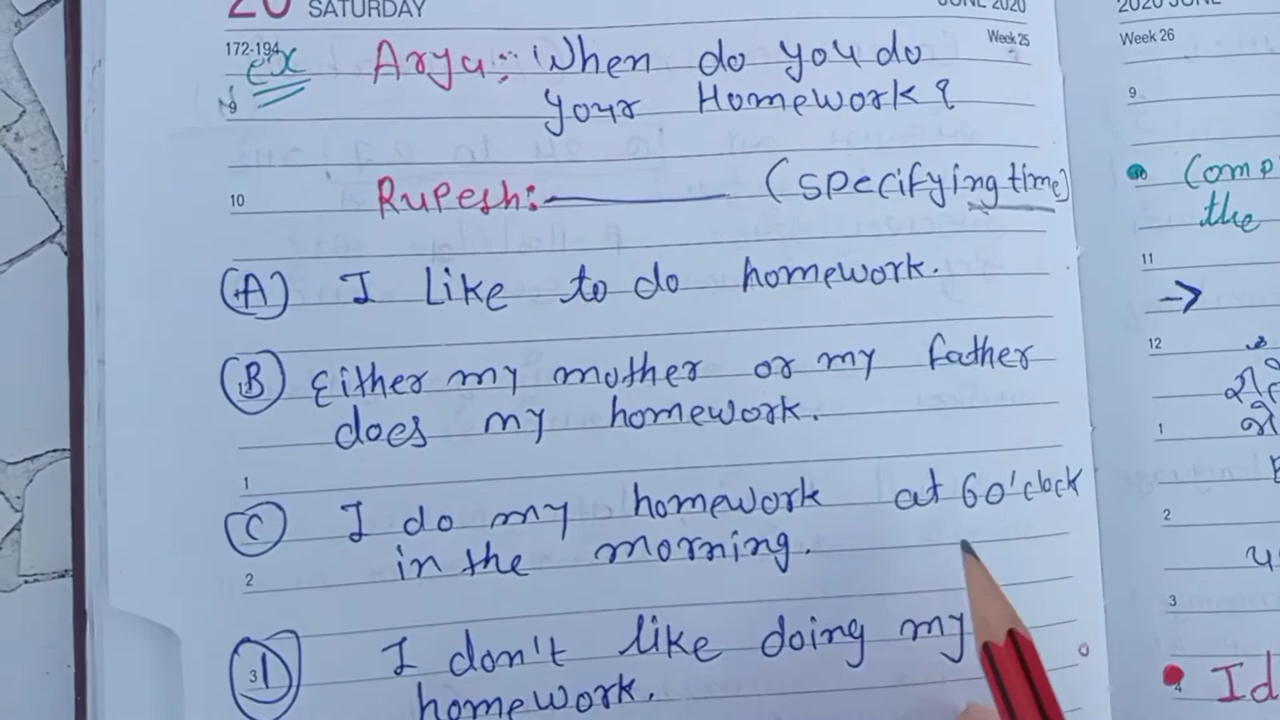 20 SATURDAY
JUNE 2020
172-194
Week 25
ex Arya:- When do you do
your Homework?
9
10
Rupesh: (specifying time)
(A) I like to do homework.
(B) Either my mother or my father
does my homework.
1
(C) I do my homework at 6 o'clock
in the morning.
2
3
(D) I don't like doing my
homework.
2020 JUNE
Week 26
9
Comp
the
11
12
1
2
3
4
Id